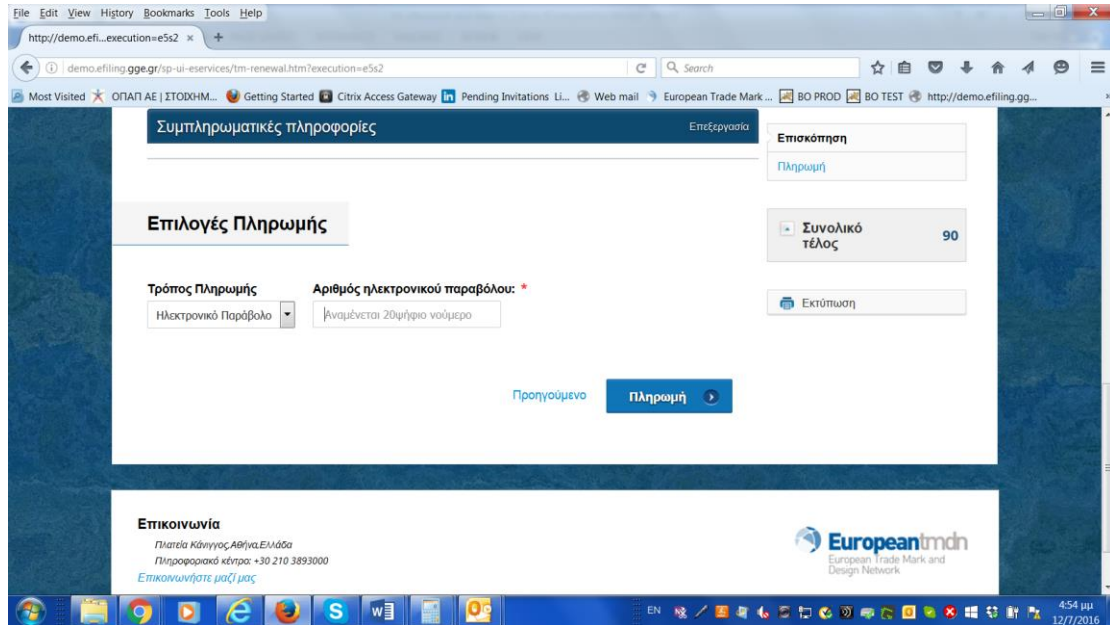 File Edit View History Bookmarks Tools Help
http://demo.efi...execution=e5s2 × +
demo.efiling.gge.gr/sp-ui-eservices/tm-renewal.htm?execution=e5s2 Search
Most Visited ΟΠΑΠ ΑΕ | ΣΤΟΙΧΗΜ... Getting Started Citrix Access Gateway Pending Invitations Li... Web mail European Trade Mark ... BO PROD BO TEST http://demo.efiling.gg...
Συμπληρωματικές πληροφορίες Επεξεργασία
Επισκόπηση
Πληρωμή
Επιλογές Πληρωμής
Συνολικό
τέλος 90
Τρόπος Πληρωμής Αριθμός ηλεκτρονικού παραβόλου: *
Ηλεκτρονικό Παράβολο Αναμένεται 20ψήφιο νούμερο
Εκτύπωση
Προηγούμενο Πληρωμή
Επικοινωνία
Πλατεία Κάνιγγος,Αθήνα,Ελλάδα
Πληροφοριακό κέντρο: +30 210 3893000
Επικοινωνήστε μαζί μας
Europeantmdn
European Trade Mark and
Design Network
EN 4:54 μμ
12/7/2016